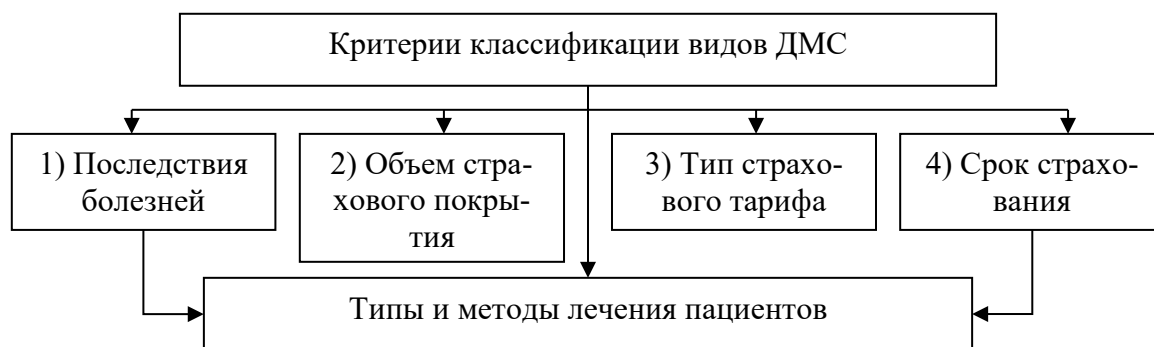 Критерии классификации видов ДМС
1) Последствия
болезней
2) Объем стра-
хового покры-
тия
3) Тип страхо-
вого тарифа
4) Срок страхо-
вания
Типы и методы лечения пациентов